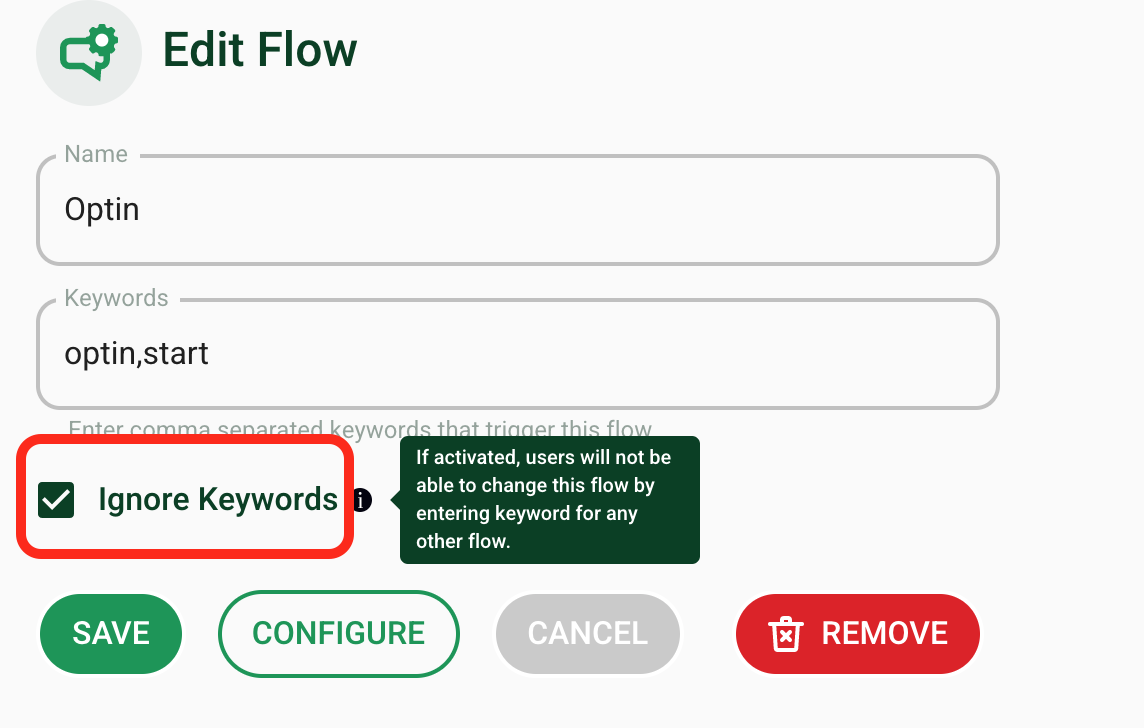 Edit Flow
Name
Optin
Keywords
optin,start
Enter comma separated keywords that trigger this flow
Ignore Keywords i
If activated, users will not be
able to change this flow by
entering keyword for any
other flow.
SAVE
CONFIGURE
CANCEL
REMOVE